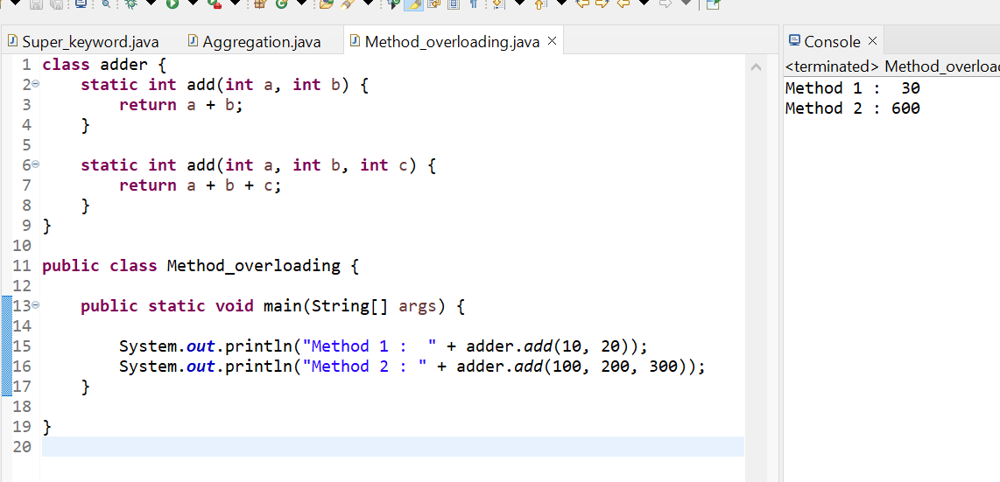 Super_keyword.java Aggregation.java Method_overloading.java
Console
<terminated> Method_overloa
1 class adder {
2 static int add(int a, int b) {
3 return a + b;
4 }
5
6 static int add(int a, int b, int c) {
7 return a + b + c;
8 }
9 }
10
11 public class Method_overloading {
12
13 public static void main(String[] args) {
14
15 System.out.println("Method 1 :  " + adder.add(10, 20));
16 System.out.println("Method 2 : " + adder.add(100, 200, 300));
17 }
18
19 }
20
Method 1 :  30
Method 2 : 600